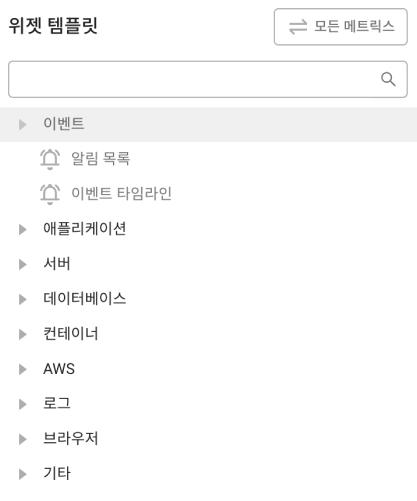 위젯 템플릿
모든 메트릭스
이벤트
알림 목록
이벤트 타임라인
애플리케이션
서버
데이터베이스
컨테이너
AWS
로그
브라우저
기타